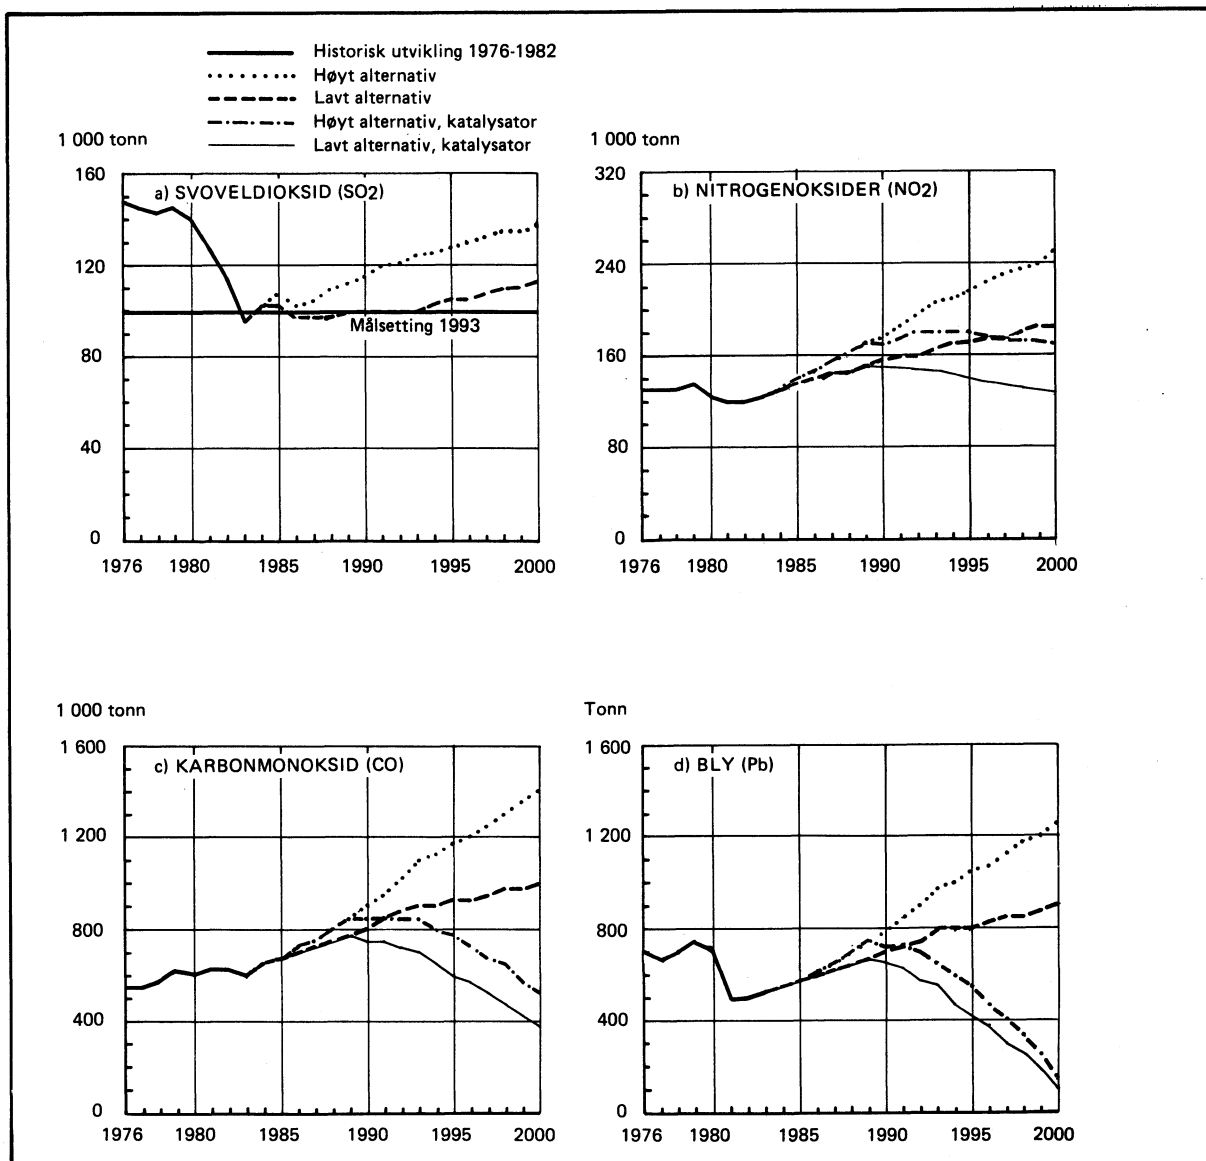 Historisk utvikling 1976-1982
Høyt alternativ
Lavt alternativ
Høyt alternativ, katalysator
Lavt alternativ, katalysator
1 000 tonn
160
120
80
40
0
a) SVOVELDIOKSID (SO2)
Målsetting 1993
1976 1980 1985 1990 1995 2000
1 000 tonn
320
240
160
80
0
b) NITROGENOKSIDER (NO2)
1976 1980 1985 1990 1995 2000
1 000 tonn
1 600
1 200
800
400
0
c) KARBONMONOKSID (CO)
1976 1980 1985 1990 1995 2000
Tonn
1 600
1 200
800
400
0
d) BLY (Pb)
1976 1980 1985 1990 1995 2000